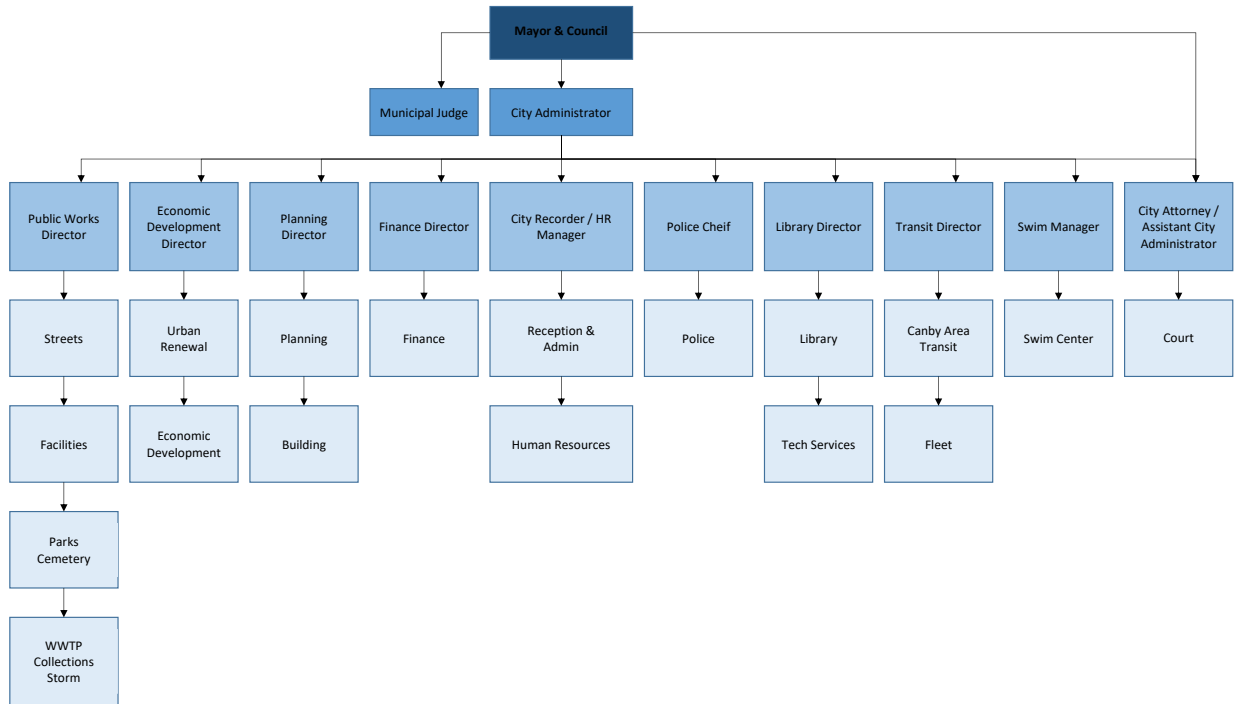 Mayor & Council
Municipal Judge
City Administrator
Public Works
Director
Economic
Development
Director
Planning
Director
Finance Director
City Recorder / HR
Manager
Police Cheif
Library Director
Transit Director
Swim Manager
City Attorney /
Assistant City
Administrator
Streets
Urban
Renewal
Planning
Finance
Reception &
Admin
Police
Library
Canby Area
Transit
Swim Center
Court
Facilities
Economic
Development
Building
Human Resources
Tech Services
Fleet
Parks
Cemetery
WWTP
Collections
Storm